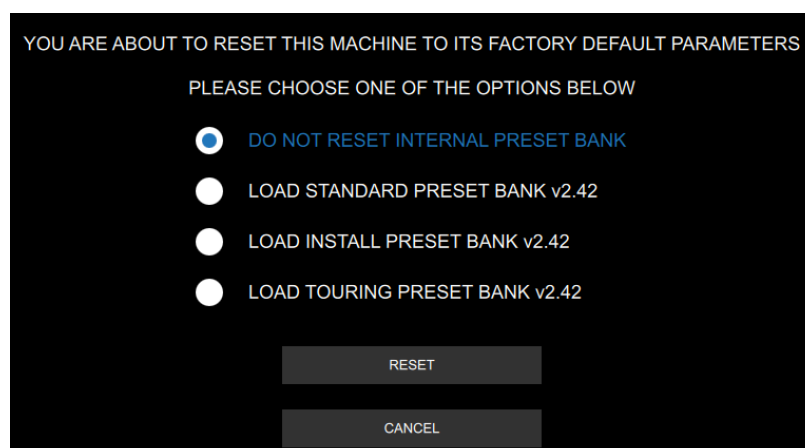 YOU ARE ABOUT TO RESET THIS MACHINE TO ITS FACTORY DEFAULT PARAMETERS
PLEASE CHOOSE ONE OF THE OPTIONS BELOW
DO NOT RESET INTERNAL PRESET BANK
LOAD STANDARD PRESET BANK v2.42
LOAD INSTALL PRESET BANK v2.42
LOAD TOURING PRESET BANK v2.42
RESET
CANCEL